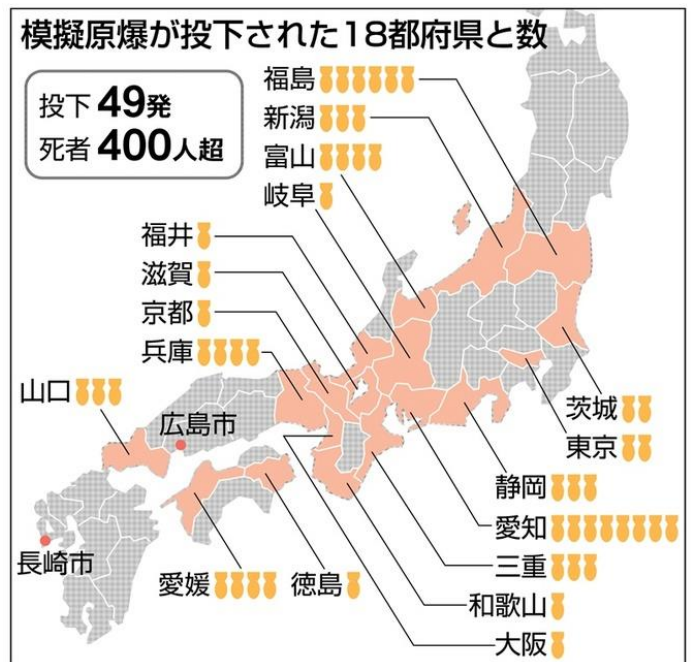 模擬原爆が投下された18都府県と数
投下 49発
死者 400人超
福島
新潟
富山
岐阜
福井
滋賀
京都
兵庫
山口
広島市
長崎市
愛媛
徳島
茨城
東京
静岡
愛知
三重
和歌山
大阪